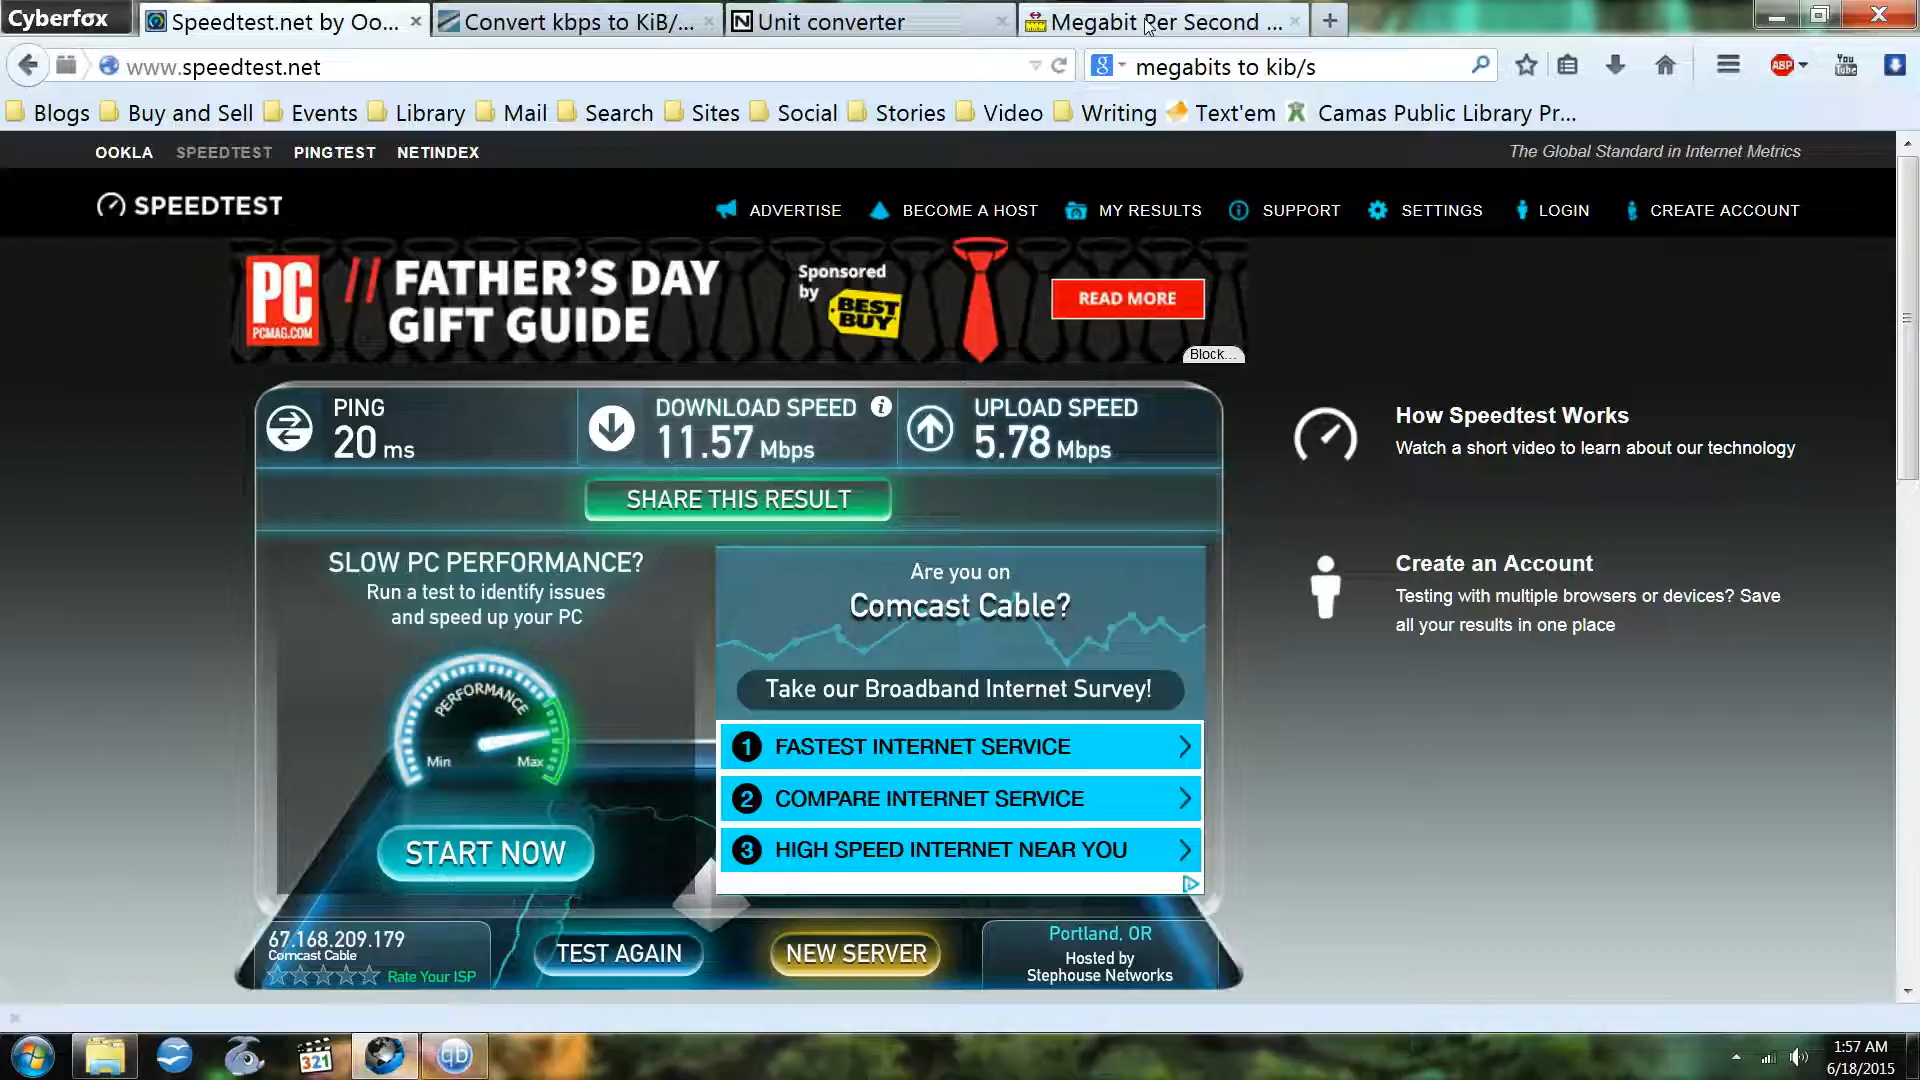 Cyberfox
Speedtest.net by Oo...
Convert kbps to KiB/...
Unit converter
Megabit Per Second ...
www.speedtest.net
megabits to kib/s
ABP
You Tube
Blogs
Buy and Sell
Events
Library
Mail
Search
Sites
Social
Stories
Video
Writing
Text'em
Camas Public Library Pr...
OOKLA
SPEEDTEST
PINGTEST
NETINDEX
The Global Standard in Internet Metrics
SPEEDTEST
ADVERTISE
BECOME A HOST
MY RESULTS
SUPPORT
SETTINGS
LOGIN
CREATE ACCOUNT
PC
PCMAG.COM
// FATHER'S DAY
GIFT GUIDE
Sponsored
by
BEST
BUY
READ MORE
Block...
PING
20 ms
DOWNLOAD SPEED
11.57 Mbps
UPLOAD SPEED
5.78 Mbps
SHARE THIS RESULT
How Speedtest Works
Watch a short video to learn about our technology
Create an Account
Testing with multiple browsers or devices? Save
all your results in one place
SLOW PC PERFORMANCE?
Run a test to identify issues
and speed up your PC
PERFORMANCE
Min
Max
START NOW
Are you on
Comcast Cable?
Take our Broadband Internet Survey!
1 FASTEST INTERNET SERVICE
2 COMPARE INTERNET SERVICE
3 HIGH SPEED INTERNET NEAR YOU
67.168.209.179
Comcast Cable
Rate Your ISP
TEST AGAIN
NEW SERVER
Portland, OR
Hosted by
Stephouse Networks
321
qb
1:57 AM
6/18/2015